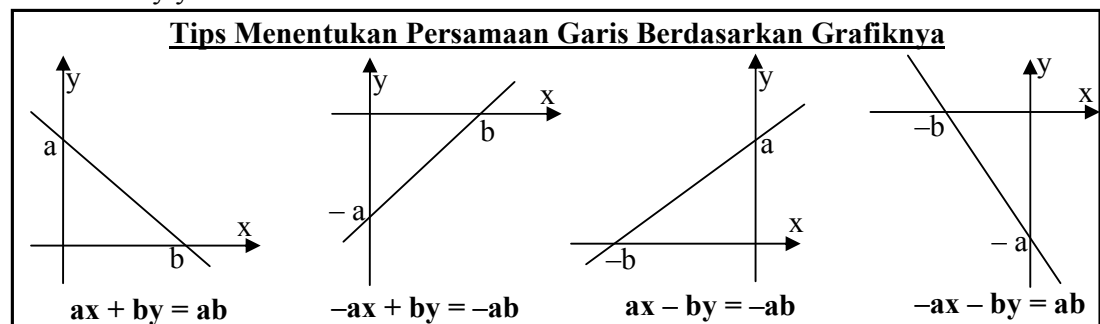 Tips Menentukan Persamaan Garis Berdasarkan Grafiknya
y
a
b
x
ax + by = ab
y
x
b
– a
–ax + by = –ab
y
a
x
–b
ax – by = –ab
y
x
–b
– a
–ax – by = ab